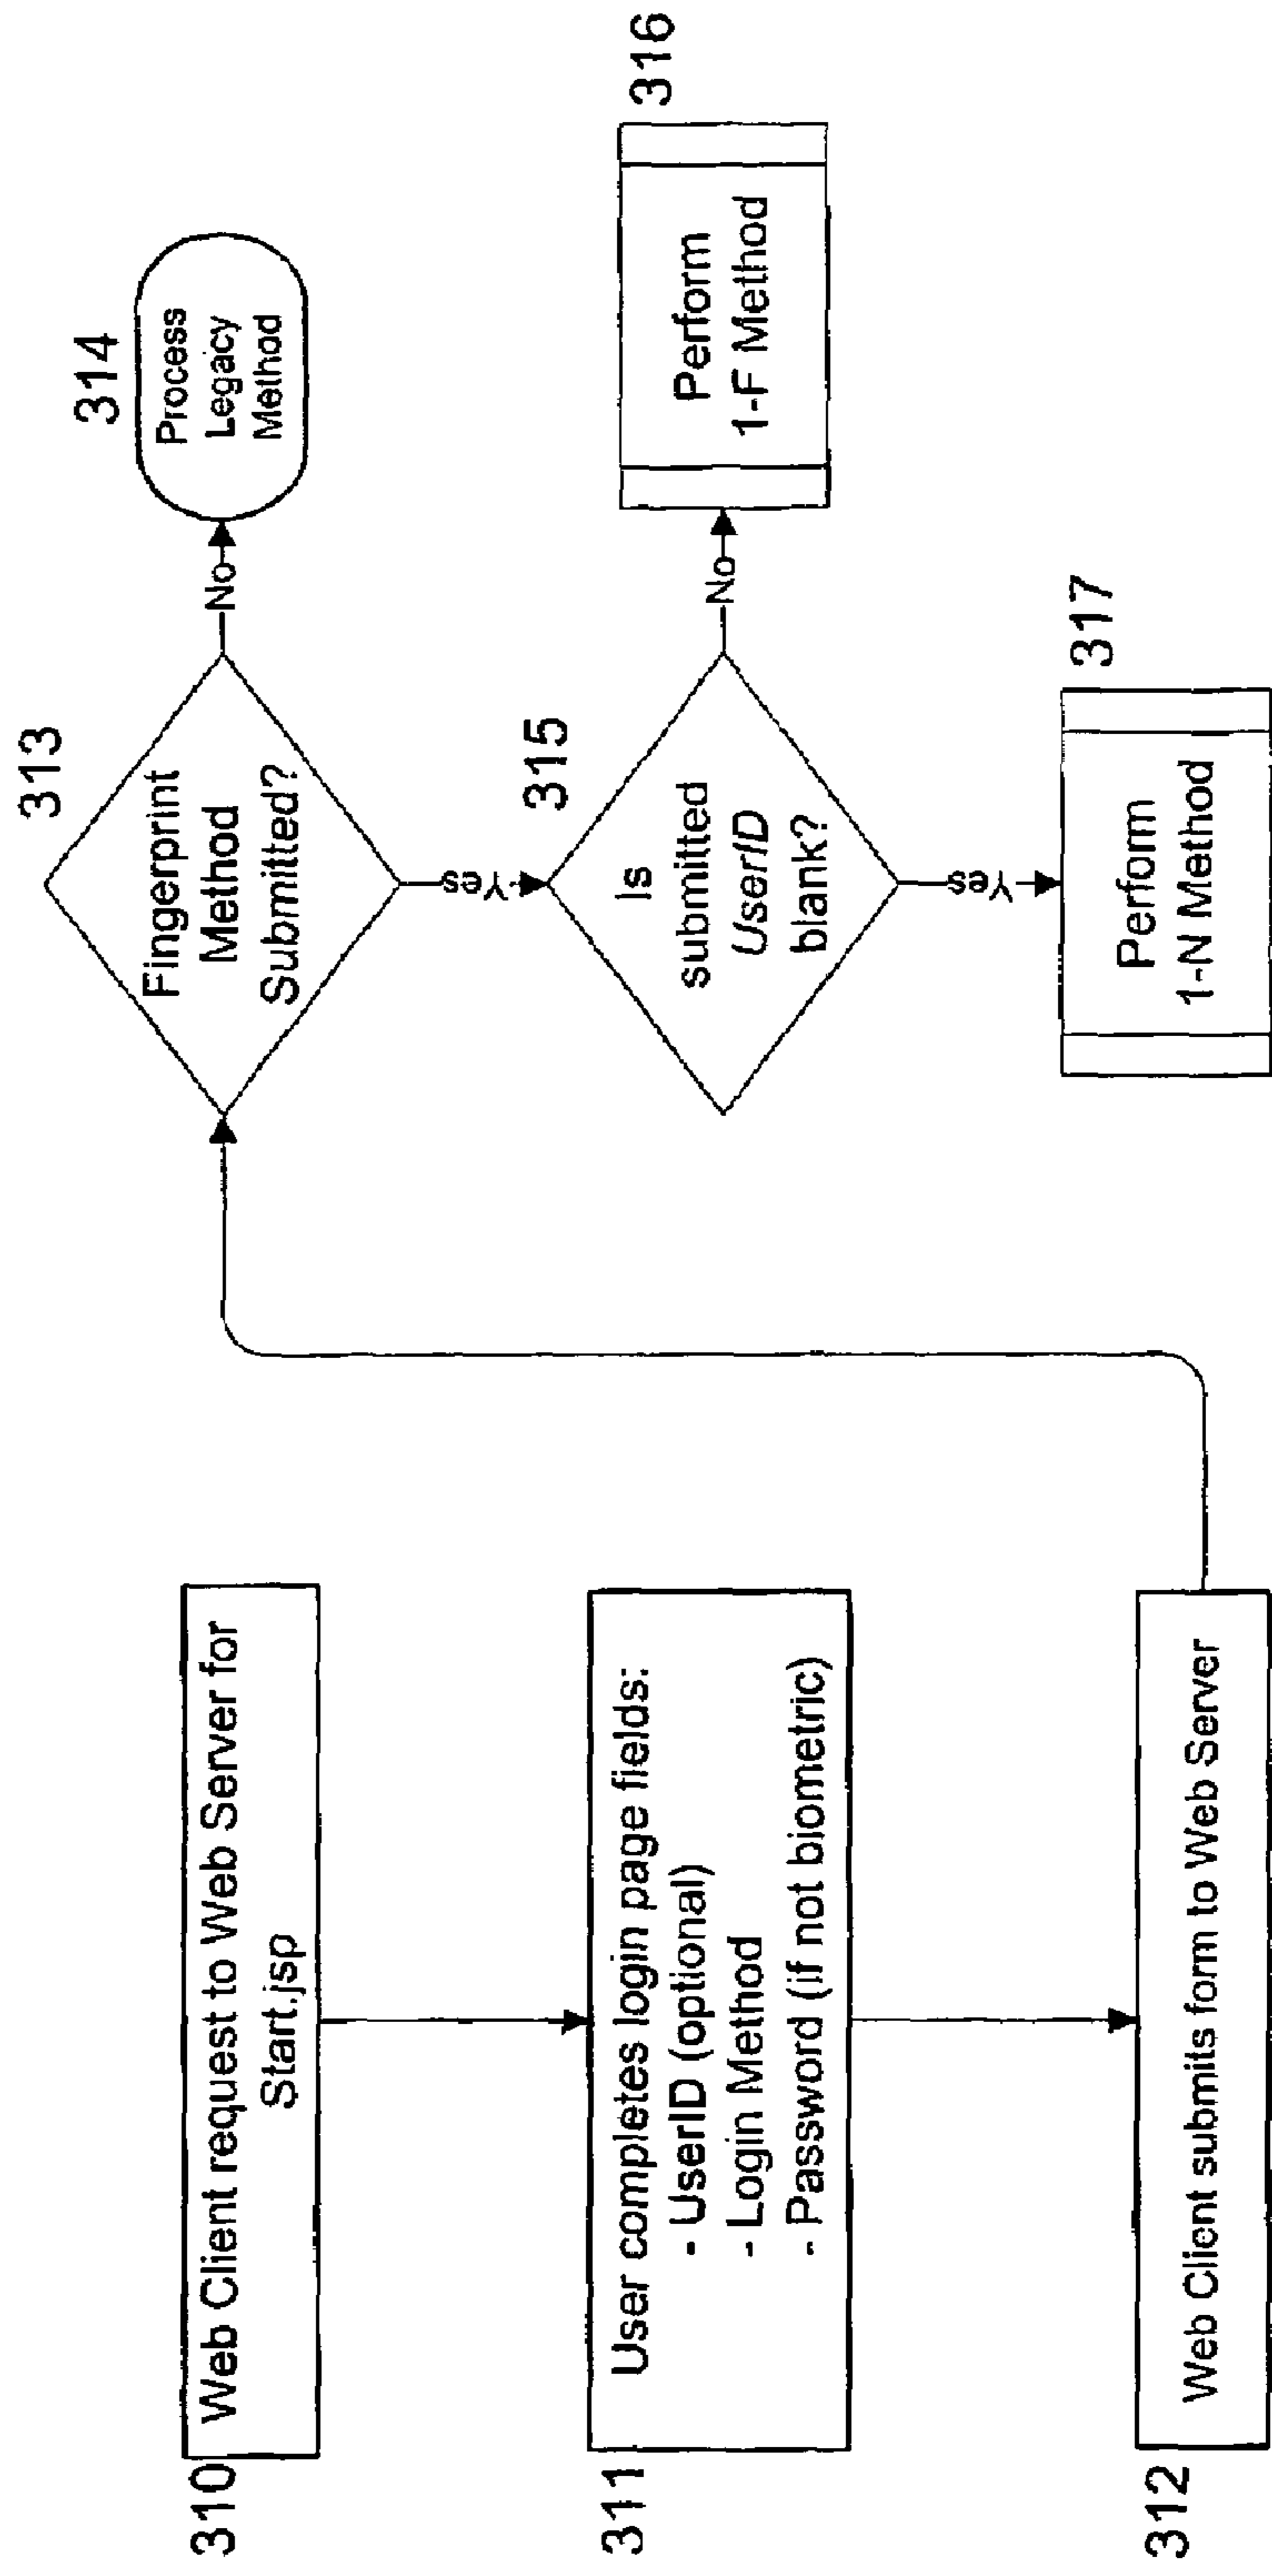 310
Web Client request to Web Server for
Start.jsp
311
User completes login page fields:
- UserID (optional)
- Login Method
- Password (if not biometric)
312
Web Client submits form to Web Server
313
Fingerprint
Method
Submitted?
No
314
Process
Legacy
Method
Yes
315
Is
submitted
UserID
blank?
No
316
Perform
1-F Method
Yes
317
Perform
1-N Method